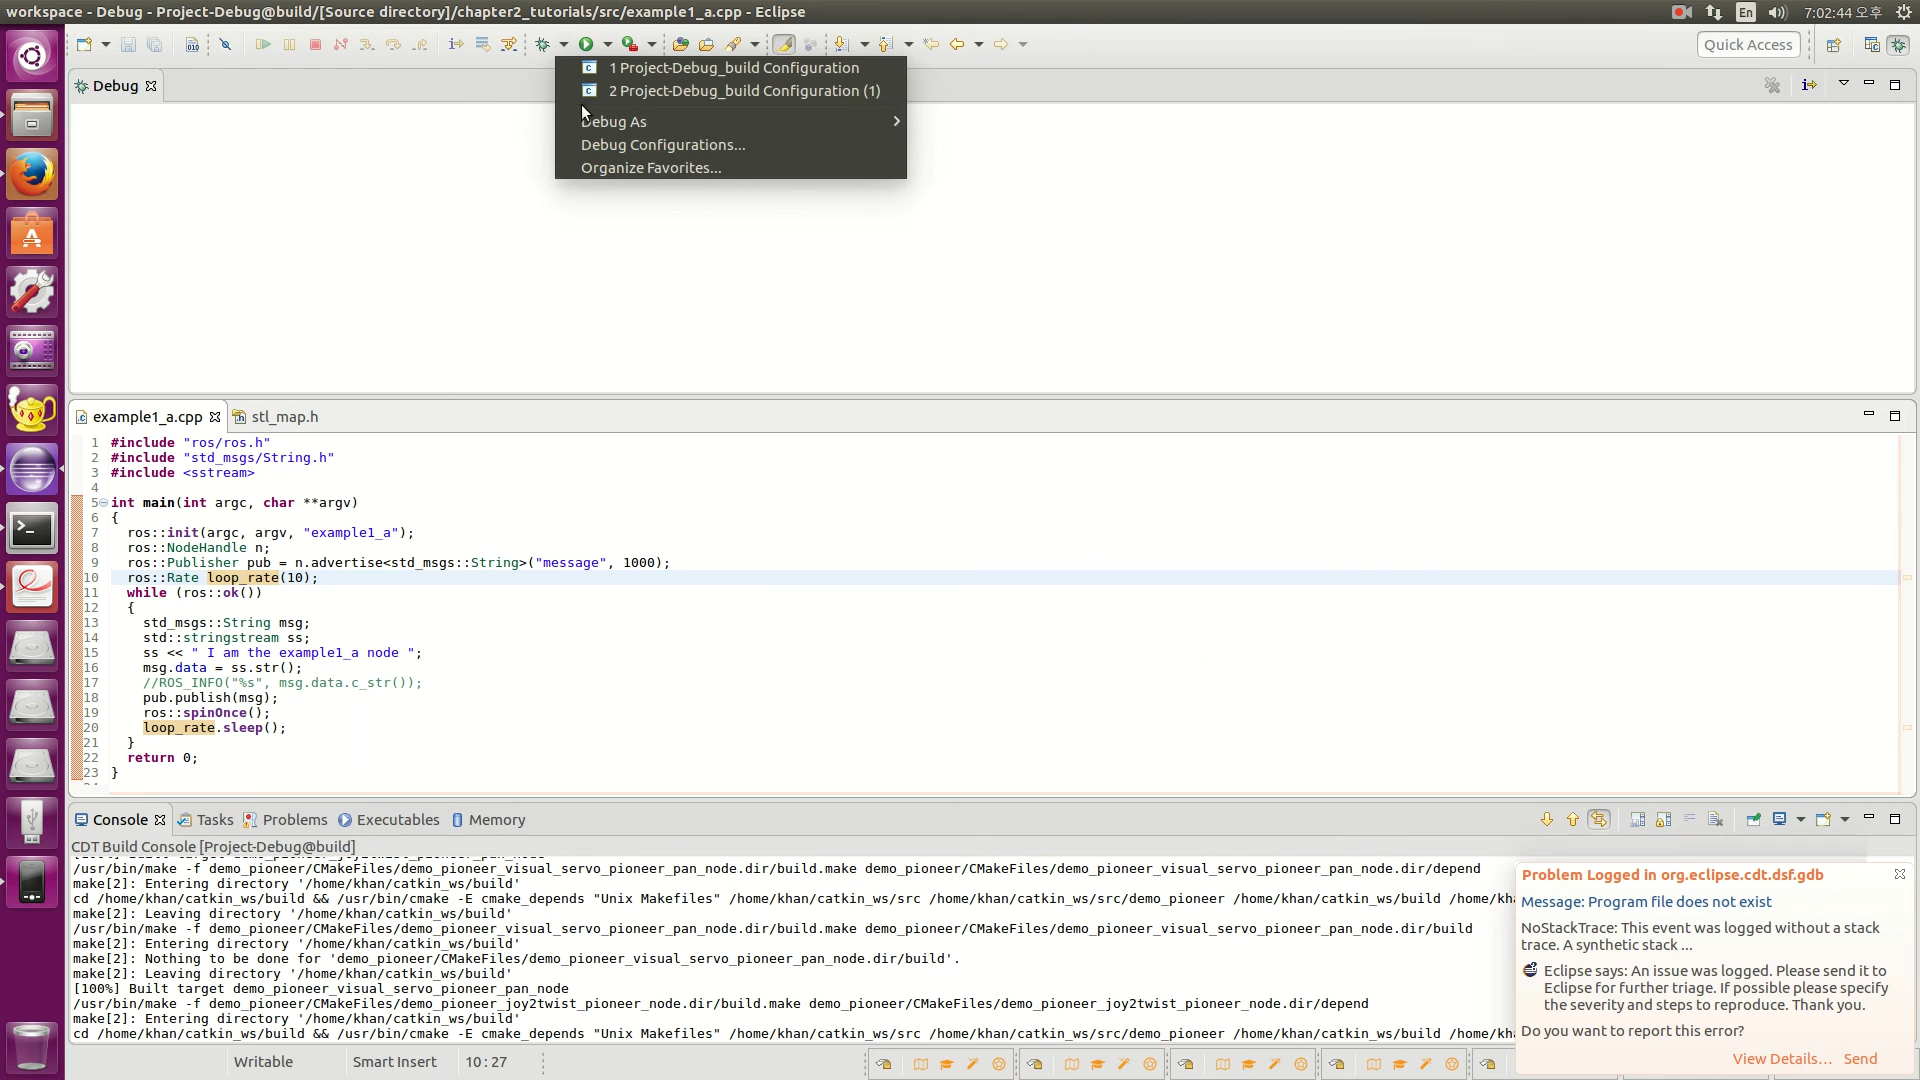 workspace - Debug - Project-Debug@build/[Source directory]/chapter2_tutorials/src/example1_a.cpp - Eclipse
En
7:02:44 오후
Quick Access
Debug
1 Project-Debug_build Configuration
2 Project-Debug_build Configuration (1)
Debug As
Debug Configurations...
Organize Favorites...
example1_a.cpp
stl_map.h
1 #include "ros/ros.h"
2 #include "std_msgs/String.h"
3 #include <sstream>
4
5 int main(int argc, char **argv)
6 {
7 ros::init(argc, argv, "example1_a");
8 ros::NodeHandle n;
9 ros::Publisher pub = n.advertise<std_msgs::String>("message", 1000);
10 ros::Rate loop_rate(10);
11 while (ros::ok())
12 {
13 std_msgs::String msg;
14 std::stringstream ss;
15 ss << " I am the example1_a node ";
16 msg.data = ss.str();
17 //ROS_INFO("%s", msg.data.c_str());
18 pub.publish(msg);
19 ros::spinOnce();
20 loop_rate.sleep();
21 }
22 return 0;
23 }
Console
Tasks
Problems
Executables
Memory
CDT Build Console [Project-Debug@build]
/usr/bin/make -f demo_pioneer/CMakeFiles/demo_pioneer_visual_servo_pioneer_pan_node.dir/build.make demo_pioneer/CMakeFiles/demo_pioneer_visual_servo_pioneer_pan_node.dir/depend
make[2]: Entering directory '/home/khan/catkin_ws/build'
cd /home/khan/catkin_ws/build && /usr/bin/cmake -E cmake_depends "Unix Makefiles" /home/khan/catkin_ws/src /home/khan/catkin_ws/src/demo_pioneer /home/khan/catkin_ws/build /home/kh
make[2]: Leaving directory '/home/khan/catkin_ws/build'
/usr/bin/make -f demo_pioneer/CMakeFiles/demo_pioneer_visual_servo_pioneer_pan_node.dir/build.make demo_pioneer/CMakeFiles/demo_pioneer_visual_servo_pioneer_pan_node.dir/build
make[2]: Entering directory '/home/khan/catkin_ws/build'
make[2]: Nothing to be done for 'demo_pioneer/CMakeFiles/demo_pioneer_visual_servo_pioneer_pan_node.dir/build'.
make[2]: Leaving directory '/home/khan/catkin_ws/build'
[100%] Built target demo_pioneer_visual_servo_pioneer_pan_node
/usr/bin/make -f demo_pioneer/CMakeFiles/demo_pioneer_joy2twist_pioneer_node.dir/build.make demo_pioneer/CMakeFiles/demo_pioneer_joy2twist_pioneer_node.dir/depend
make[2]: Entering directory '/home/khan/catkin_ws/build'
cd /home/khan/catkin_ws/build && /usr/bin/cmake -E cmake_depends "Unix Makefiles" /home/khan/catkin_ws/src /home/khan/catkin_ws/src/demo_pioneer /home/khan/catkin_ws/build /home/kh
Problem Logged in org.eclipse.cdt.dsf.gdb
Message: Program file does not exist
NoStackTrace: This event was logged without a stack
trace. A synthetic stack ...
Eclipse says: An issue was logged. Please send it to
Eclipse for further triage. If possible please specify
the severity and steps to reproduce. Thank you.
Do you want to report this error?
View Details...
Send
Writable
Smart Insert
10 : 27